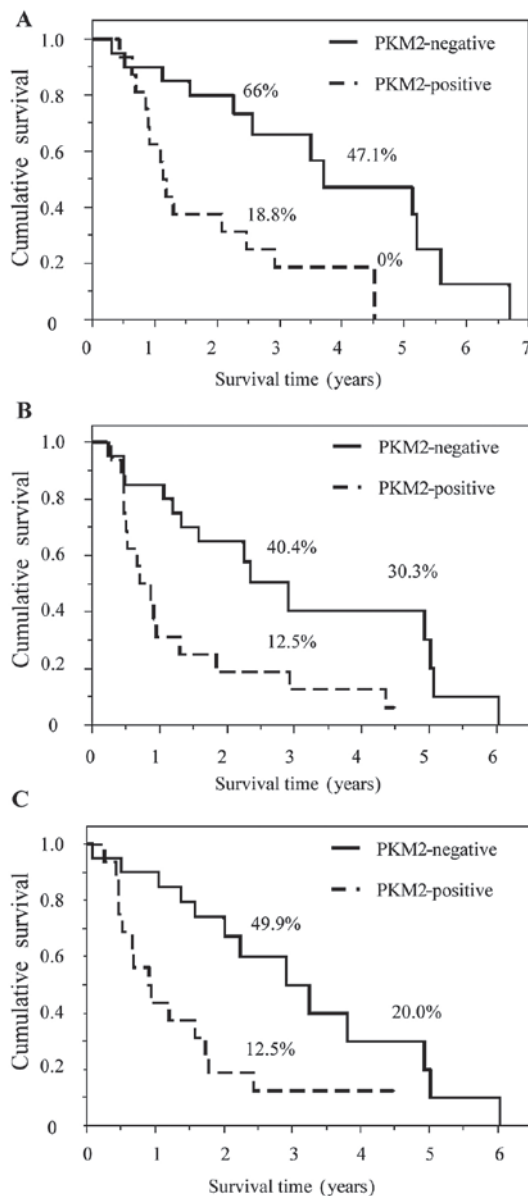 A
1.0
0.8
0.6
0.4
0.2
0
Cumulative survival
PKM2-negative
PKM2-positive
66%
47.1%
18.8%
0%
0 1 2 3 4 5 6 7
Survival time (years)
B
1.0
0.8
0.6
0.4
0.2
0
Cumulative survival
PKM2-negative
PKM2-positive
40.4%
30.3%
12.5%
0 1 2 3 4 5 6
Survival time (years)
C
1.0
0.8
0.6
0.4
0.2
0
Cumulative survival
PKM2-negative
PKM2-positive
49.9%
20.0%
12.5%
0 1 2 3 4 5 6
Survival time (years)